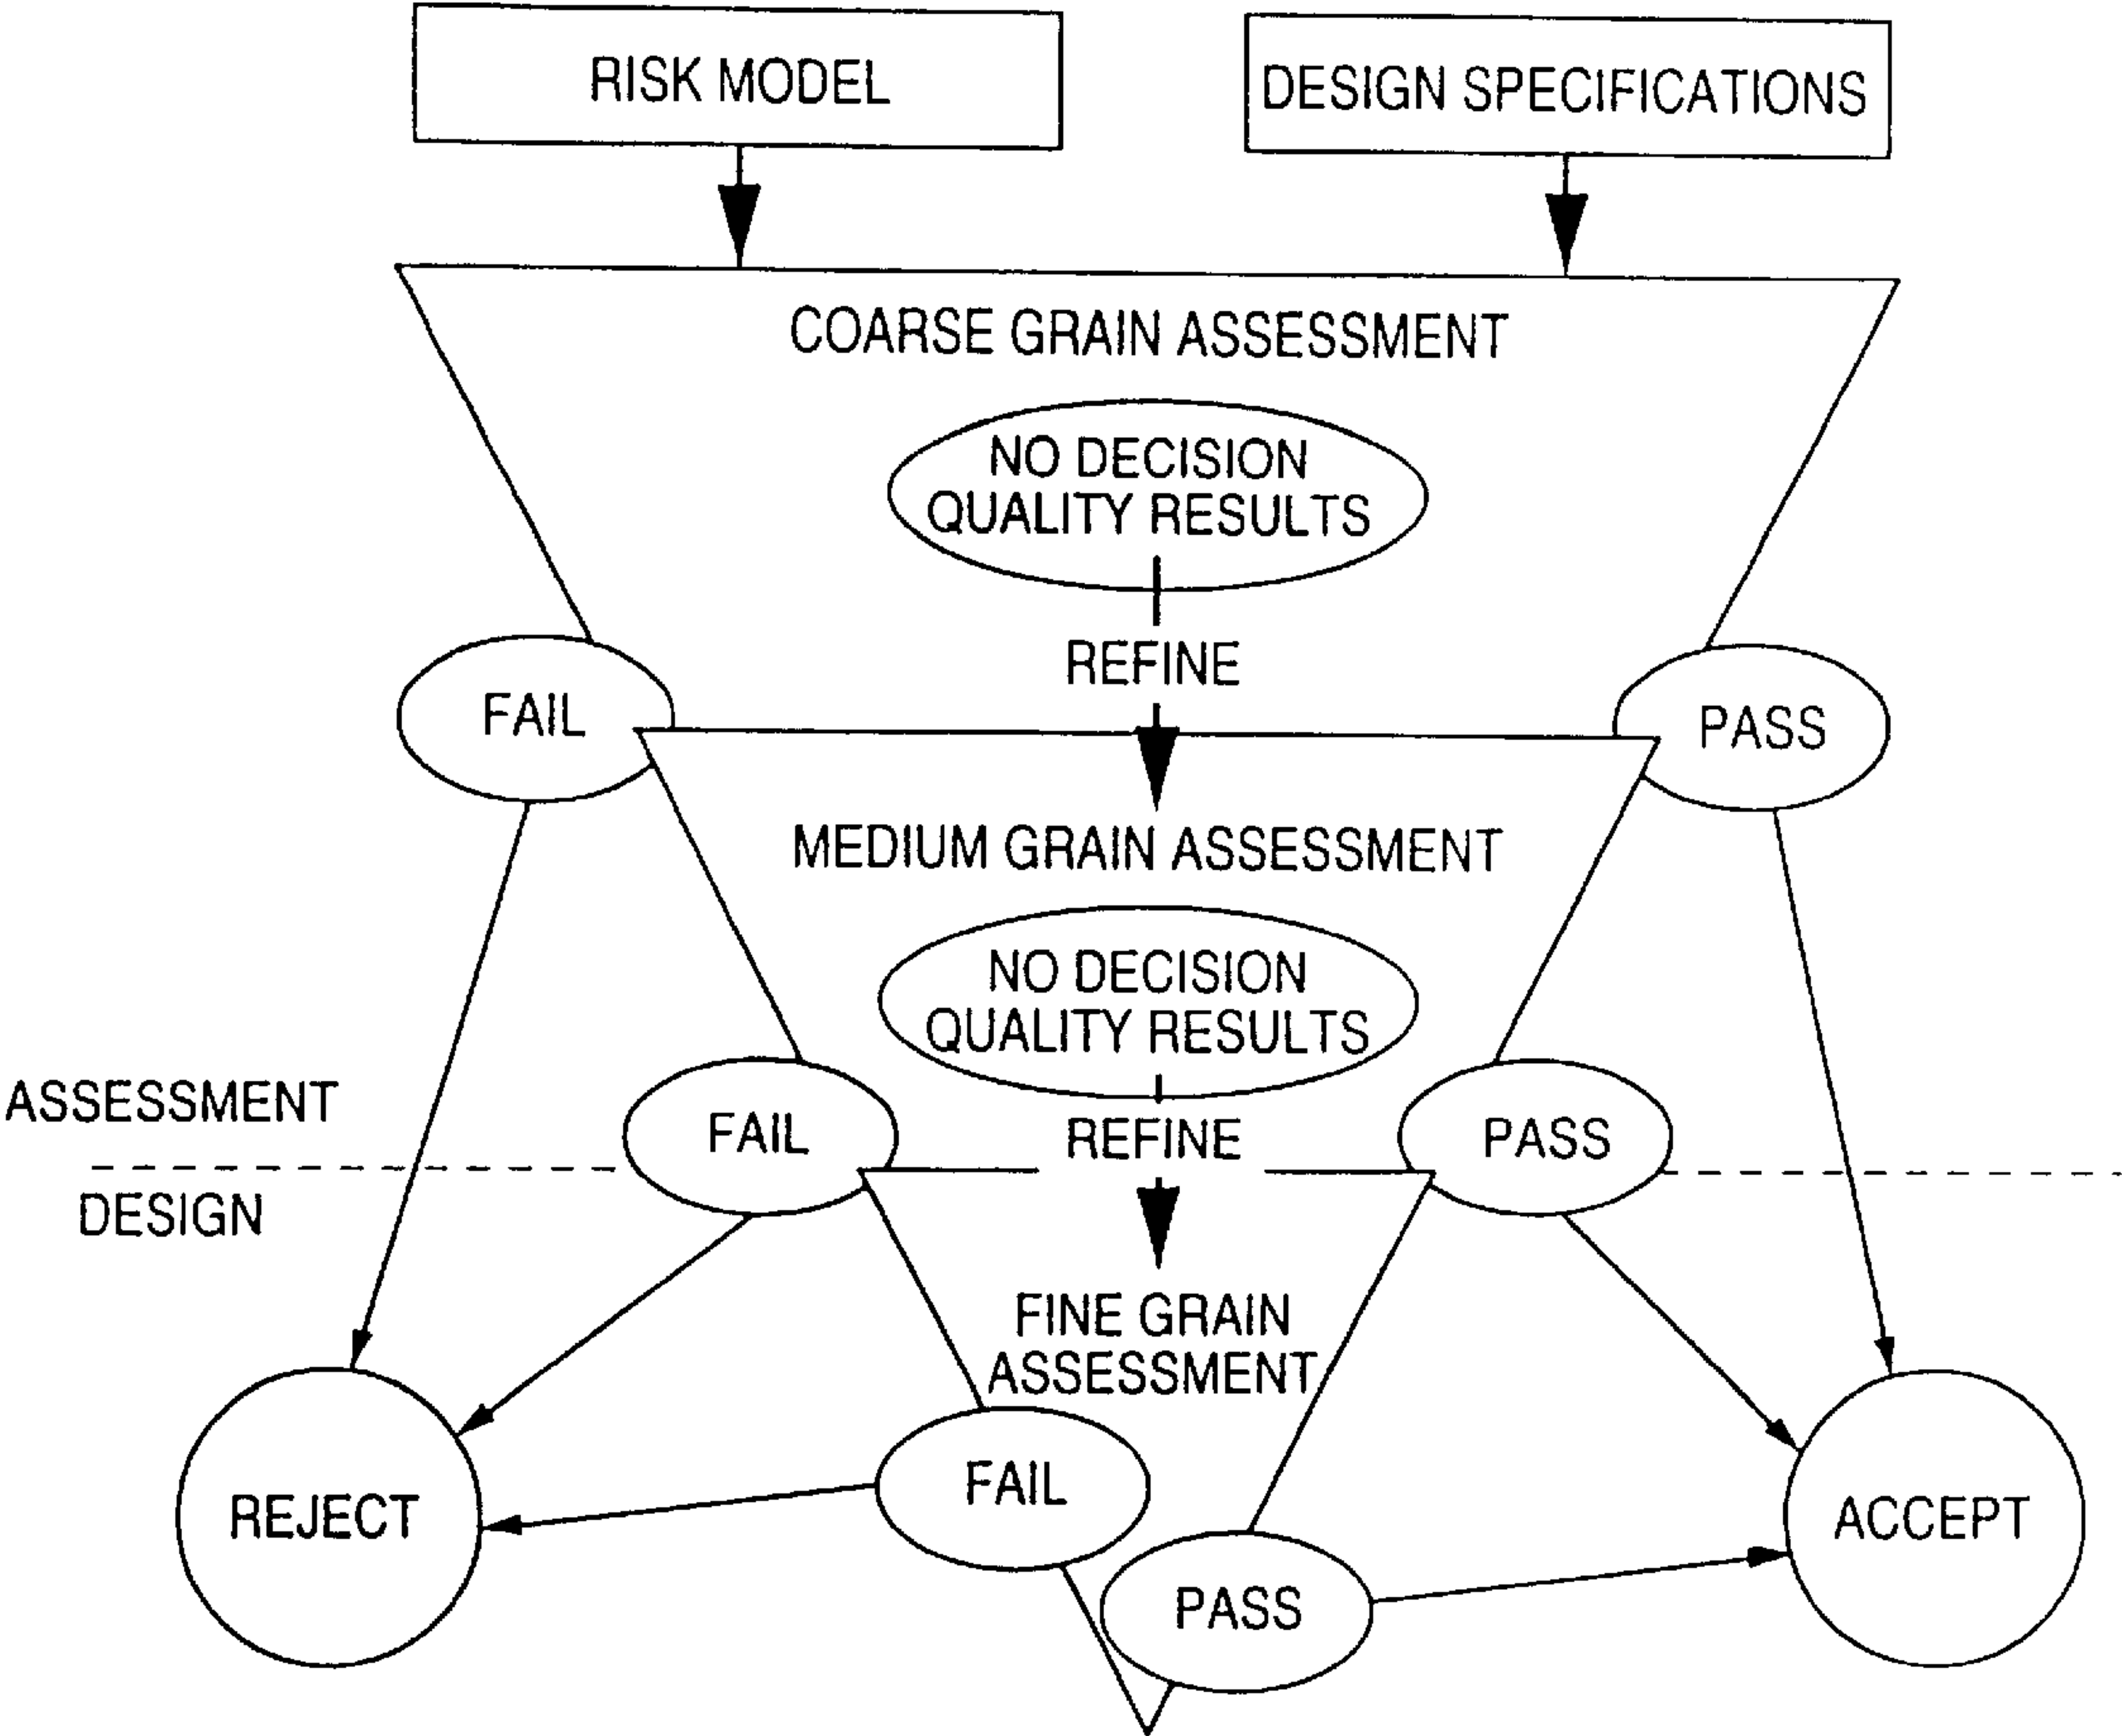 RISK MODEL
DESIGN SPECIFICATIONS
COARSE GRAIN ASSESSMENT
NO DECISION
QUALITY RESULTS
REFINE
FAIL
PASS
MEDIUM GRAIN ASSESSMENT
NO DECISION
QUALITY RESULTS
ASSESSMENT
FAIL
REFINE
PASS
DESIGN
FINE GRAIN
ASSESSMENT
FAIL
REJECT
ACCEPT
PASS